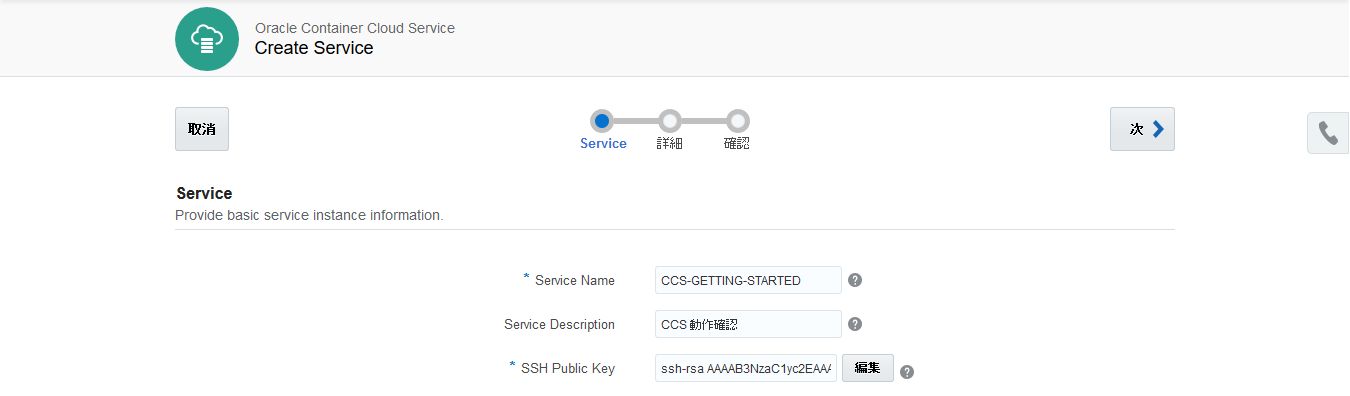 Oracle Container Cloud Service
Create Service
取消
Service 詳細 確認
次
Service
Provide basic service instance information.
* Service Name CCS-GETTING-STARTED ?
Service Description CCS 動作確認 ?
* SSH Public Key ssh-rsa AAAAB3NzaC1yc2EAAA 編集 ?